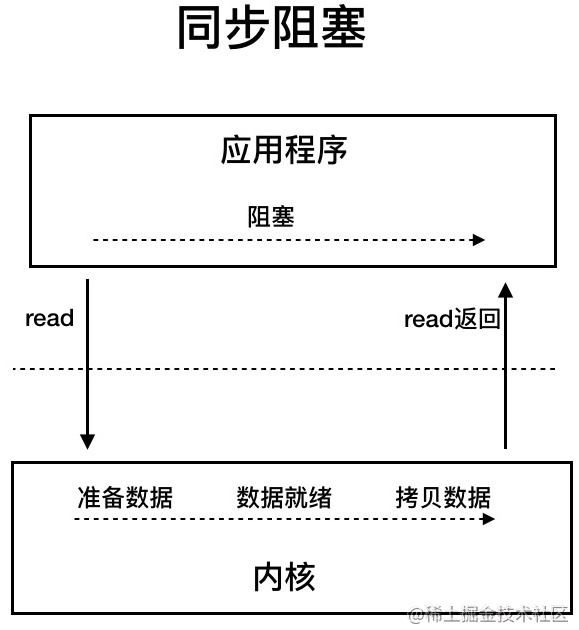 同步阻塞
应用程序
阻塞
read
read返回
准备数据 数据就绪 拷贝数据
内核
@稀土掘金技术社区